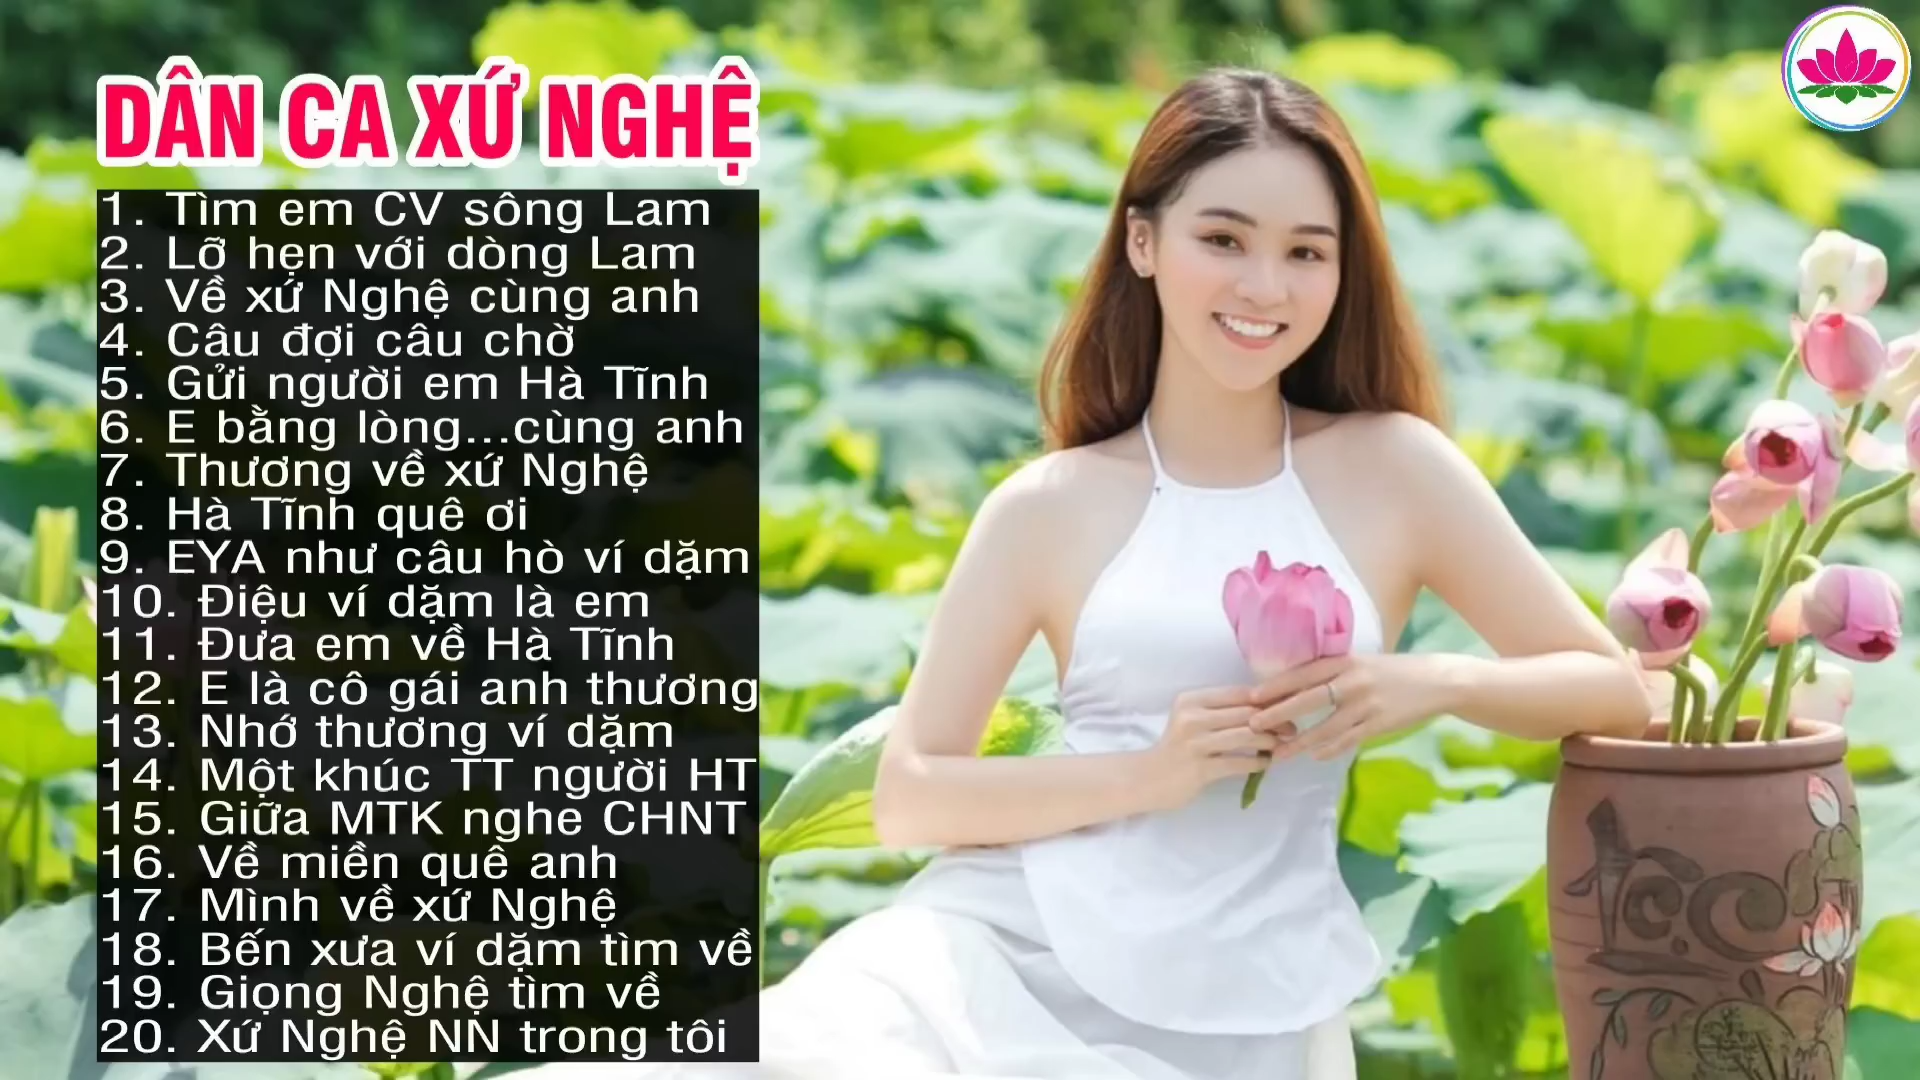 DÂN CA XỨ NGHỆ
1. Tìm em CV sông Lam
2. Lỡ hẹn với dòng Lam
3. Về xứ Nghệ cùng anh
4. Câu đợi câu chờ
5. Gửi người em Hà Tĩnh
6. E bằng lòng...cùng anh
7. Thương về xứ Nghệ
8. Hà Tĩnh quê ơi
9. EYA như câu hò ví dặm
10. Điệu ví dặm là em
11. Đưa em về Hà Tĩnh
12. E là cô gái anh thương
13. Nhớ thương ví dặm
14. Một khúc TT người HT
15. Giữa MTK nghe CHNT
16. Về miền quê anh
17. Mình về xứ Nghệ
18. Bến xưa ví dặm tìm về
19. Giọng Nghệ tìm về
20. Xứ Nghệ NN trong tôi
Lộc